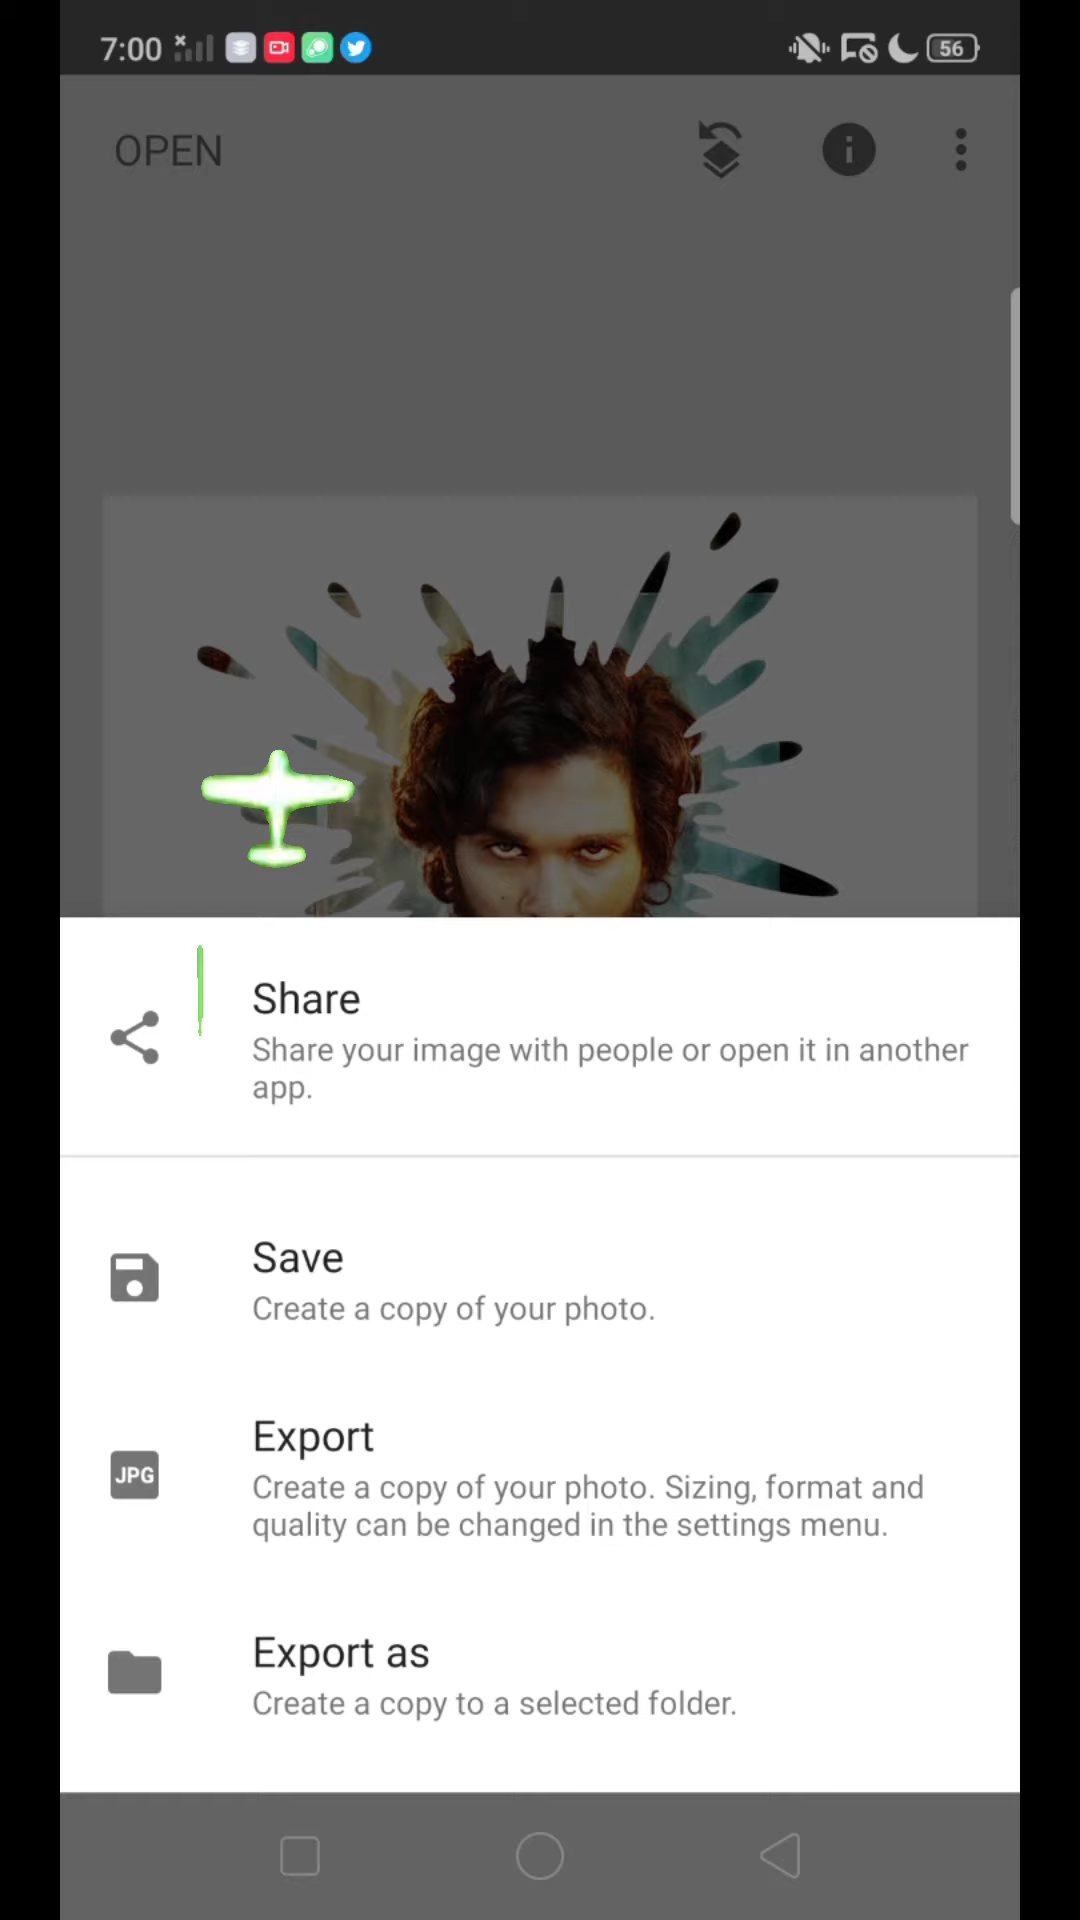 7:00
56
OPEN
Share
Share your image with people or open it in another
app.
Save
Create a copy of your photo.
JPG
Export
Create a copy of your photo. Sizing, format and
quality can be changed in the settings menu.
Export as
Create a copy to a selected folder.